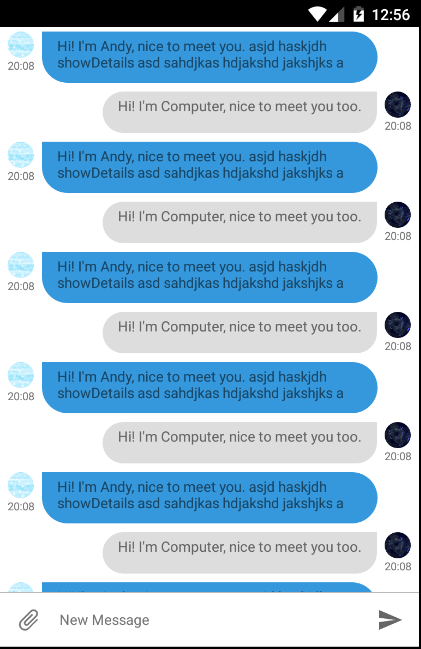 12:56
Hi! I'm Andy, nice to meet you. asjd haskjdh
showDetails asd sahdjkas hdjakshd jakshjks a
20:08
Hi! I'm Computer, nice to meet you too.
20:08
Hi! I'm Andy, nice to meet you. asjd haskjdh
showDetails asd sahdjkas hdjakshd jakshjks a
20:08
Hi! I'm Computer, nice to meet you too.
20:08
Hi! I'm Andy, nice to meet you. asjd haskjdh
showDetails asd sahdjkas hdjakshd jakshjks a
20:08
Hi! I'm Computer, nice to meet you too.
20:08
Hi! I'm Andy, nice to meet you. asjd haskjdh
showDetails asd sahdjkas hdjakshd jakshjks a
20:08
Hi! I'm Computer, nice to meet you too.
20:08
Hi! I'm Andy, nice to meet you. asjd haskjdh
showDetails asd sahdjkas hdjakshd jakshjks a
20:08
Hi! I'm Computer, nice to meet you too.
20:08
New Message